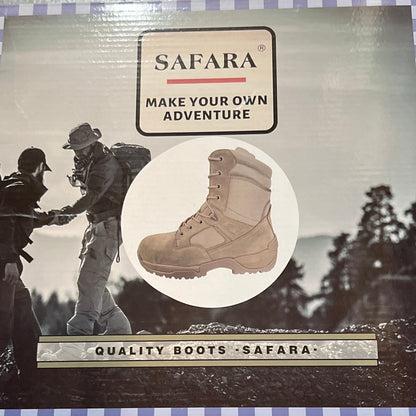 SAFARA®
MAKE YOUR OWN
ADVENTURE
QUALITY BOOTS -SAFARA-